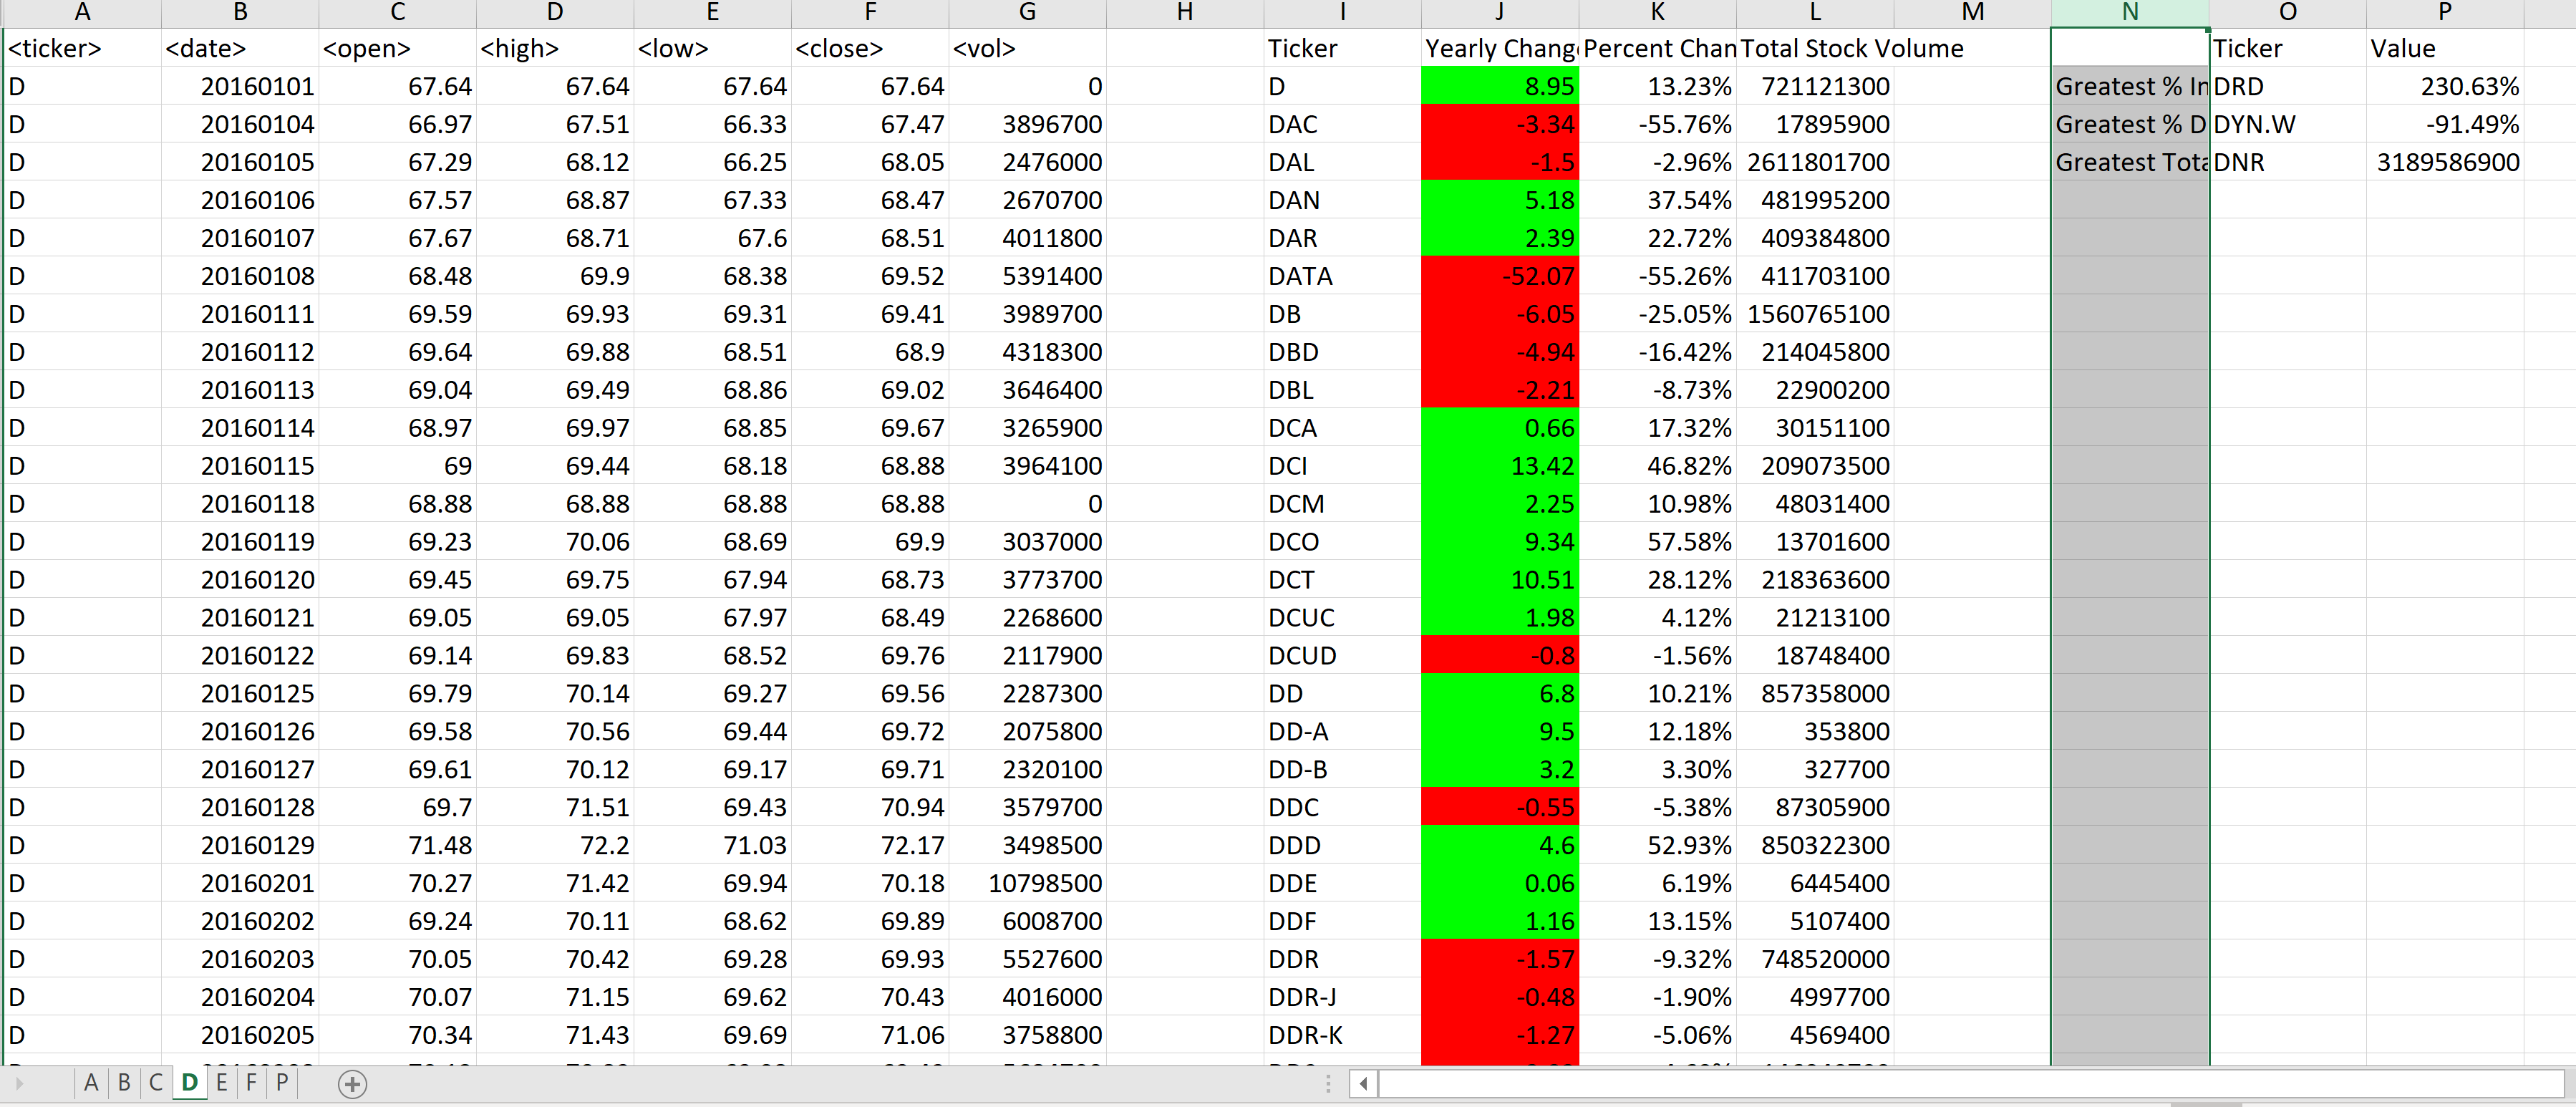 A B C D E F G H I J K L M N O P
<ticker> <date> <open> <high> <low> <close> <vol> Ticker Yearly Change Percent Chan Total Stock Volume Ticker Value
D 20160101 67.64 67.64 67.64 67.64 0 D 8.95 13.23% 721121300 Greatest % In DRD 230.63%
D 20160104 66.97 67.51 66.33 67.47 3896700 DAC -3.34 -55.76% 17895900 Greatest % D DYN.W -91.49%
D 20160105 67.29 68.12 66.25 68.05 2476000 DAL -1.5 -2.96% 2611801700 Greatest Tota DNR 3189586900
D 20160106 67.57 68.87 67.33 68.47 2670700 DAN 5.18 37.54% 481995200
D 20160107 67.67 68.71 67.6 68.51 4011800 DAR 2.39 22.72% 409384800
D 20160108 68.48 69.9 68.38 69.52 5391400 DATA -52.07 -55.26% 411703100
D 20160111 69.59 69.93 69.31 69.41 3989700 DB -6.05 -25.05% 1560765100
D 20160112 69.64 69.88 68.51 68.9 4318300 DBD -4.94 -16.42% 214045800
D 20160113 69.04 69.49 68.86 69.02 3646400 DBL -2.21 -8.73% 22900200
D 20160114 68.97 69.97 68.85 69.67 3265900 DCA 0.66 17.32% 30151100
D 20160115 69 69.44 68.18 68.88 3964100 DCI 13.42 46.82% 209073500
D 20160118 68.88 68.88 68.88 68.88 0 DCM 2.25 10.98% 48031400
D 20160119 69.23 70.06 68.69 69.9 3037000 DCO 9.34 57.58% 13701600
D 20160120 69.45 69.75 67.94 68.73 3773700 DCT 10.51 28.12% 218363600
D 20160121 69.05 69.05 67.97 68.49 2268600 DCUC 1.98 4.12% 21213100
D 20160122 69.14 69.83 68.52 69.76 2117900 DCUD -0.8 -1.56% 18748400
D 20160125 69.79 70.14 69.27 69.56 2287300 DD 6.8 10.21% 857358000
D 20160126 69.58 70.56 69.44 69.72 2075800 DD-A 9.5 12.18% 353800
D 20160127 69.61 70.12 69.17 69.71 2320100 DD-B 3.2 3.30% 327700
D 20160128 69.7 71.51 69.43 70.94 3579700 DDC -0.55 -5.38% 87305900
D 20160129 71.48 72.2 71.03 72.17 3498500 DDD 4.6 52.93% 850322300
D 20160201 70.27 71.42 69.94 70.18 10798500 DDE 0.06 6.19% 6445400
D 20160202 69.24 70.11 68.62 69.89 6008700 DDF 1.16 13.15% 5107400
D 20160203 70.05 70.42 69.28 69.93 5527600 DDR -1.57 -9.32% 748520000
D 20160204 70.07 71.15 69.62 70.43 4016000 DDR-J -0.48 -1.90% 4997700
D 20160205 70.34 71.43 69.69 71.06 3758800 DDR-K -1.27 -5.06% 4569400
A B C D E F P